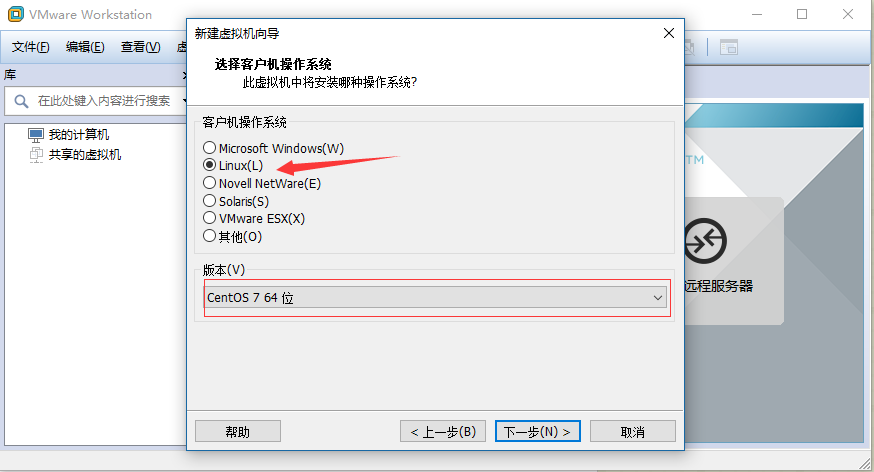 VMware Workstation
文件(F) 编辑(E) 查看(V)
库
在此处键入内容进行搜索
我的计算机
共享的虚拟机
新建虚拟机向导
选择客户机操作系统
此虚拟机中将安装哪种操作系统?
客户机操作系统
Microsoft Windows(W)
Linux(L)
Novell NetWare(E)
Solaris(S)
VMware ESX(X)
其他(O)
版本(V)
CentOS 7 64 位
帮助
< 上一步(B)
下一步(N) >
取消
TM
远程服务器